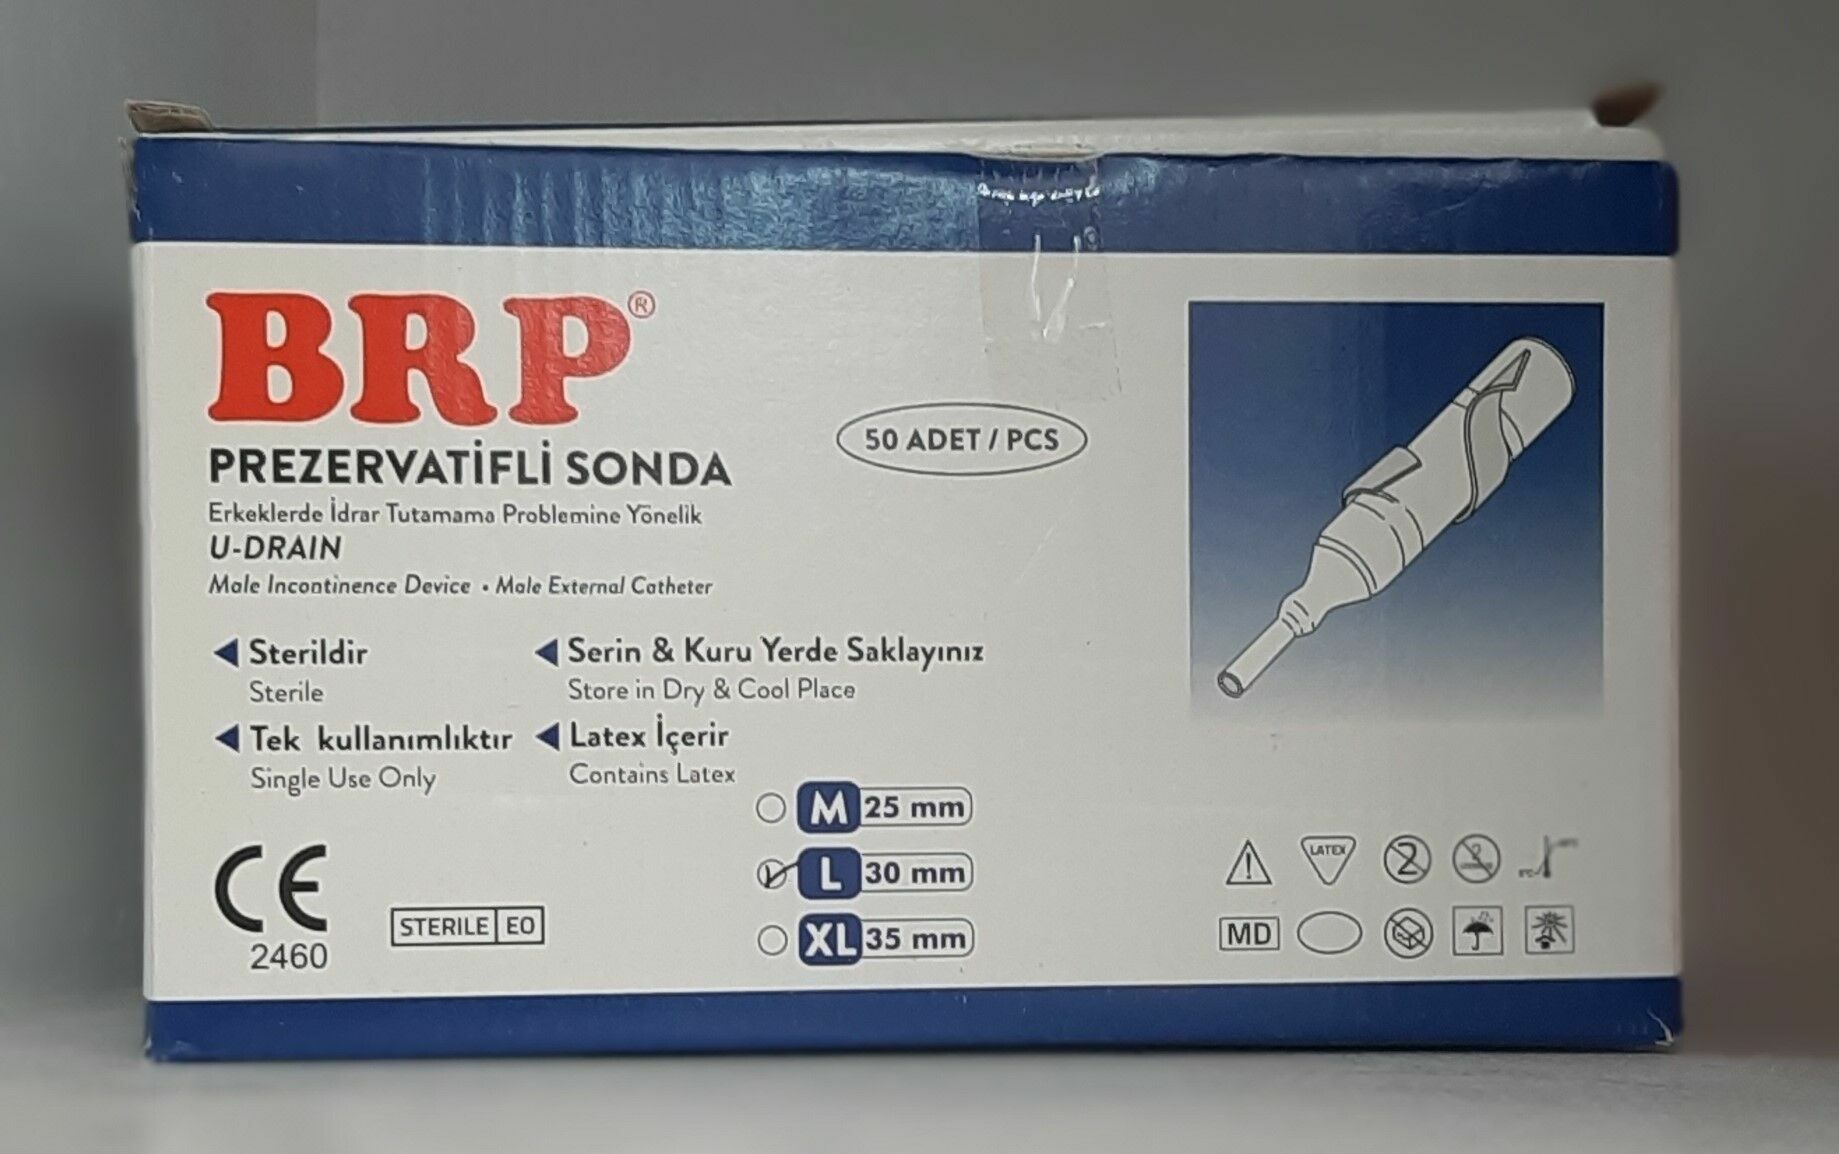 BRP®
PREZERVATİFLİ SONDA
Erkeklerde İdrar Tutamama Problemine Yönelik
U-DRAIN
Male Incontinence Device • Male External Catheter
50 ADET / PCS
Sterildir
Sterile
Serin & Kuru Yerde Saklayınız
Store in Dry & Cool Place
Tek kullanımlıktır
Single Use Only
Latex İçerir
Contains Latex
M 25 mm
L 30 mm
XL 35 mm
CE
2460
STERILE EO
LATEX
2
MD